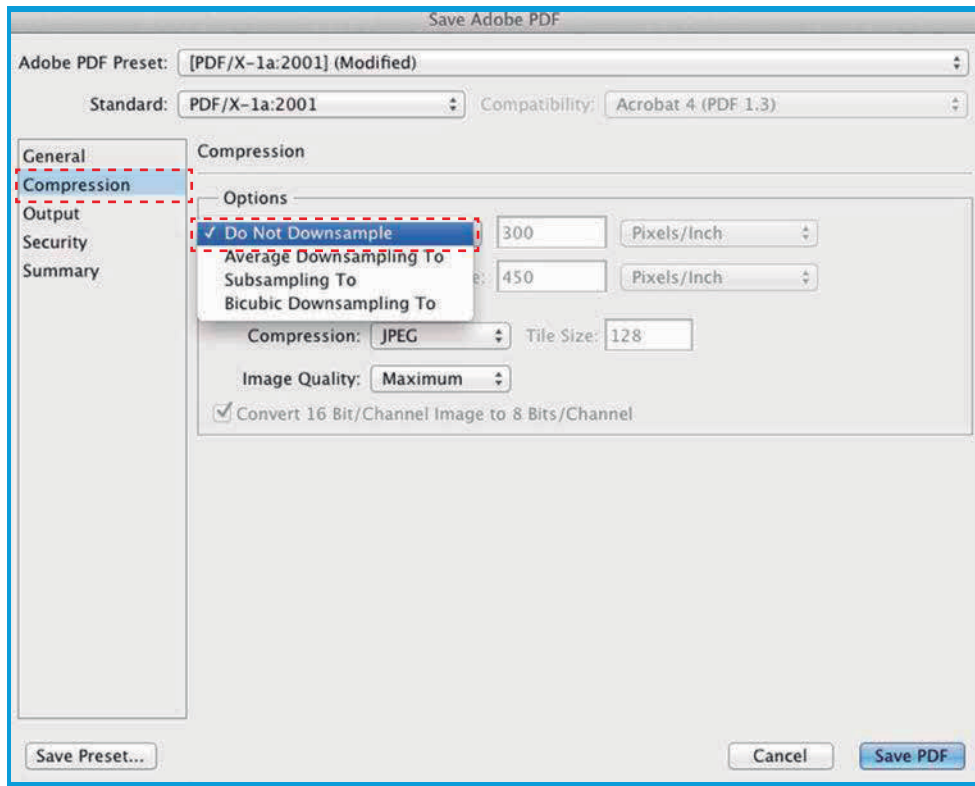 Save Adobe PDF
Adobe PDF Preset: [PDF/X-1a:2001] (Modified)
Standard: PDF/X-1a:2001 Compatibility: Acrobat 4 (PDF 1.3)
General
Compression
Output
Security
Summary
Compression
Options
✓ Do Not Downsample 300 Pixels/Inch
Average Downsampling To
Subsampling To 450 Pixels/Inch
Bicubic Downsampling To
Compression: JPEG Tile Size: 128
Image Quality: Maximum
Convert 16 Bit/Channel Image to 8 Bits/Channel
Save Preset... Cancel Save PDF